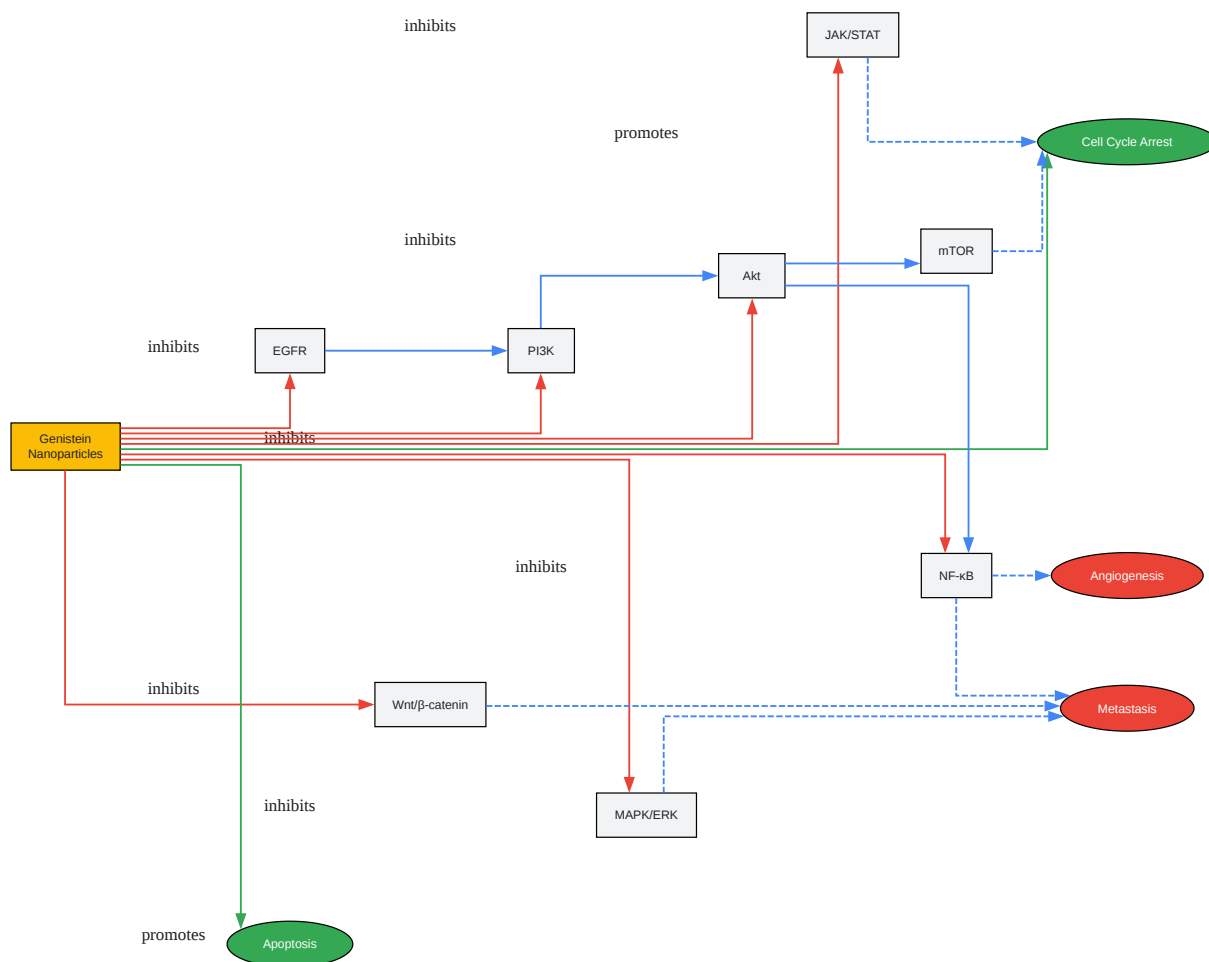 inhibits
JAK/STAT
promotes
Cell Cycle Arrest
inhibits
mTOR
Akt
inhibits
EGFR
PI3K
Genistein
Nanoparticles
inhibits
inhibits
NF-κB
Angiogenesis
inhibits
Wnt/β-catenin
Metastasis
inhibits
MAPK/ERK
promotes
Apoptosis